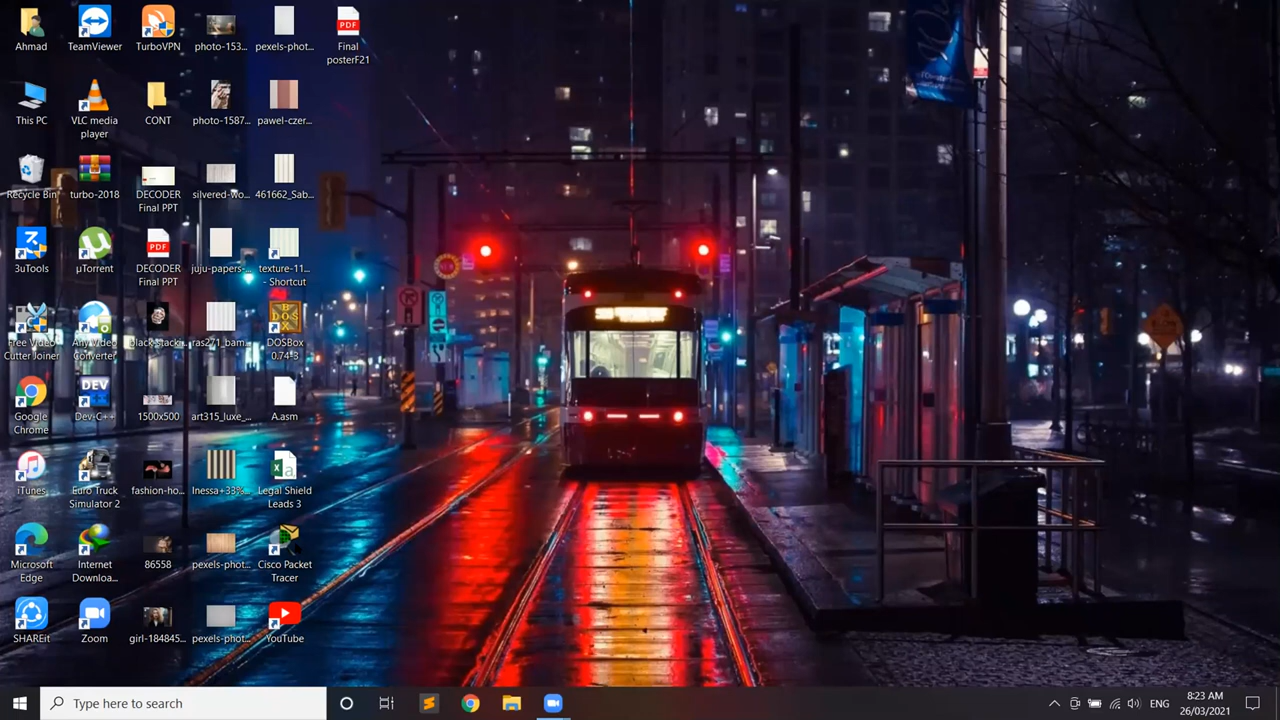 Ahmad
TeamViewer
TurboVPN
photo-153...
pexels-phot...
PDF
Final
posterF21
This PC
VLC media
player
CONT
photo-1587...
pawel-czer...
Recycle Bin
turbo-2018
DECODER
Final PPT
silvered-wo...
461662_Sab...
3uTools
µTorrent
PDF
DECODER
Final PPT
juju-papers-...
texture-11...
- Shortcut
Free Video
Cutter Joiner
Any Video
Converter
black-stack...
ras271_bam...
DOSBox
0.74-3
Google
Chrome
DEV
Dev-C++
1500x500
art315_luxe_...
A.asm
iTunes
Euro Truck
Simulator 2
fashion-ho...
Inessa+33%...
Legal Shield
Leads 3
Microsoft
Edge
Internet
Downloa...
86558
pexels-phot...
Cisco Packet
Tracer
SHAREit
Zoom
girl-184845...
pexels-phot...
YouTube
Type here to search
ENG
8:23 AM
26/03/2021